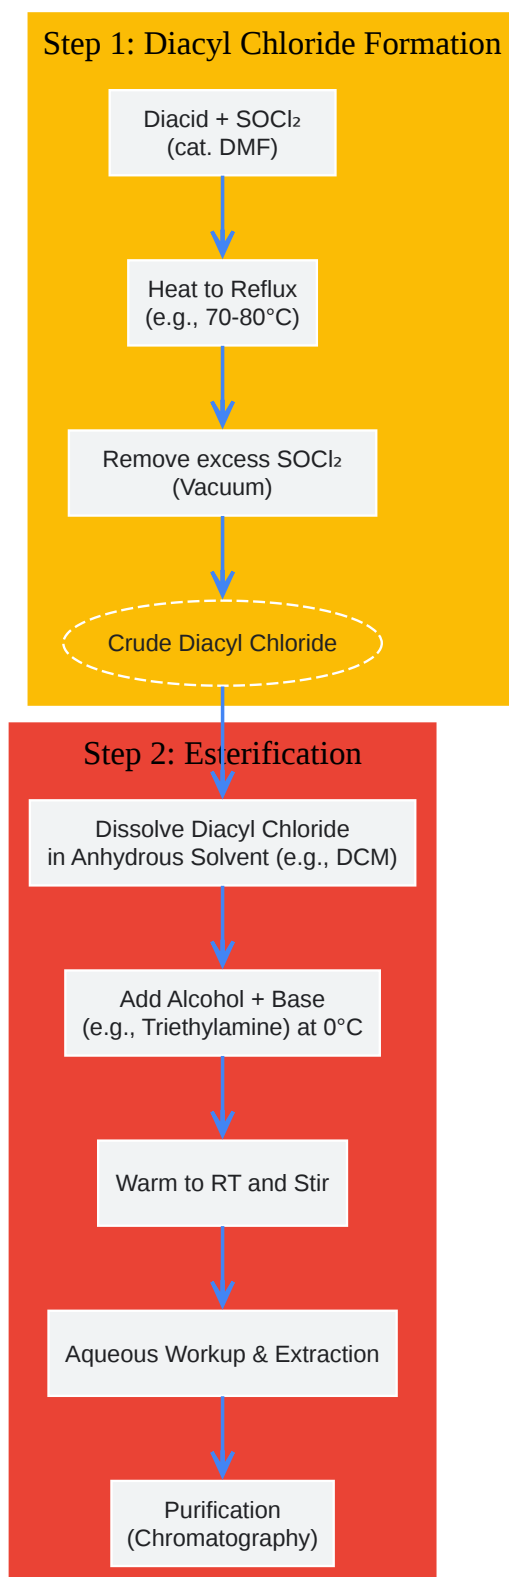 Step 1: Diacyl Chloride Formation
Diacid + SOCl₂
(cat. DMF)
Heat to Reflux
(e.g., 70-80°C)
Remove excess SOCl₂
(Vacuum)
Crude Diacyl Chloride
Step 2: Esterification
Dissolve Diacyl Chloride
in Anhydrous Solvent (e.g., DCM)
Add Alcohol + Base
(e.g., Triethylamine) at 0°C
Warm to RT and Stir
Aqueous Workup & Extraction
Purification
(Chromatography)